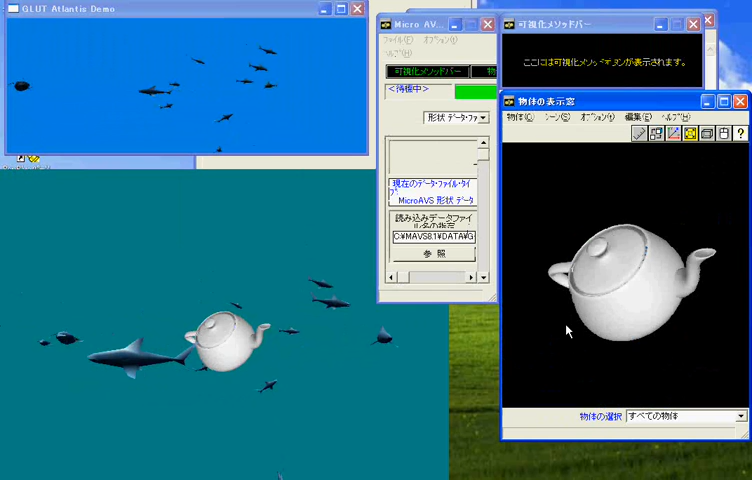 GLUT Atlantis Demo
Micro AV...
ファイル(F) オプション(t)
ヘルプ(H)
可視化メソッドバー 物
<待機中>
形状 データ・ファ
現在のデータ・ファイル・タイ
プ:
MicroAVS 形状 データ
読み込みデータファイ
ル名の指定
C:¥MAVS8.1¥DATA¥G
参照
可視化メソッドバー
ここには可視化メソッドボタンが表示されます。
物体の表示窓
物体(O) シーン(S) オプション(t) 編集(E) ヘルプ(H)
?
物体の選択 すべての物体